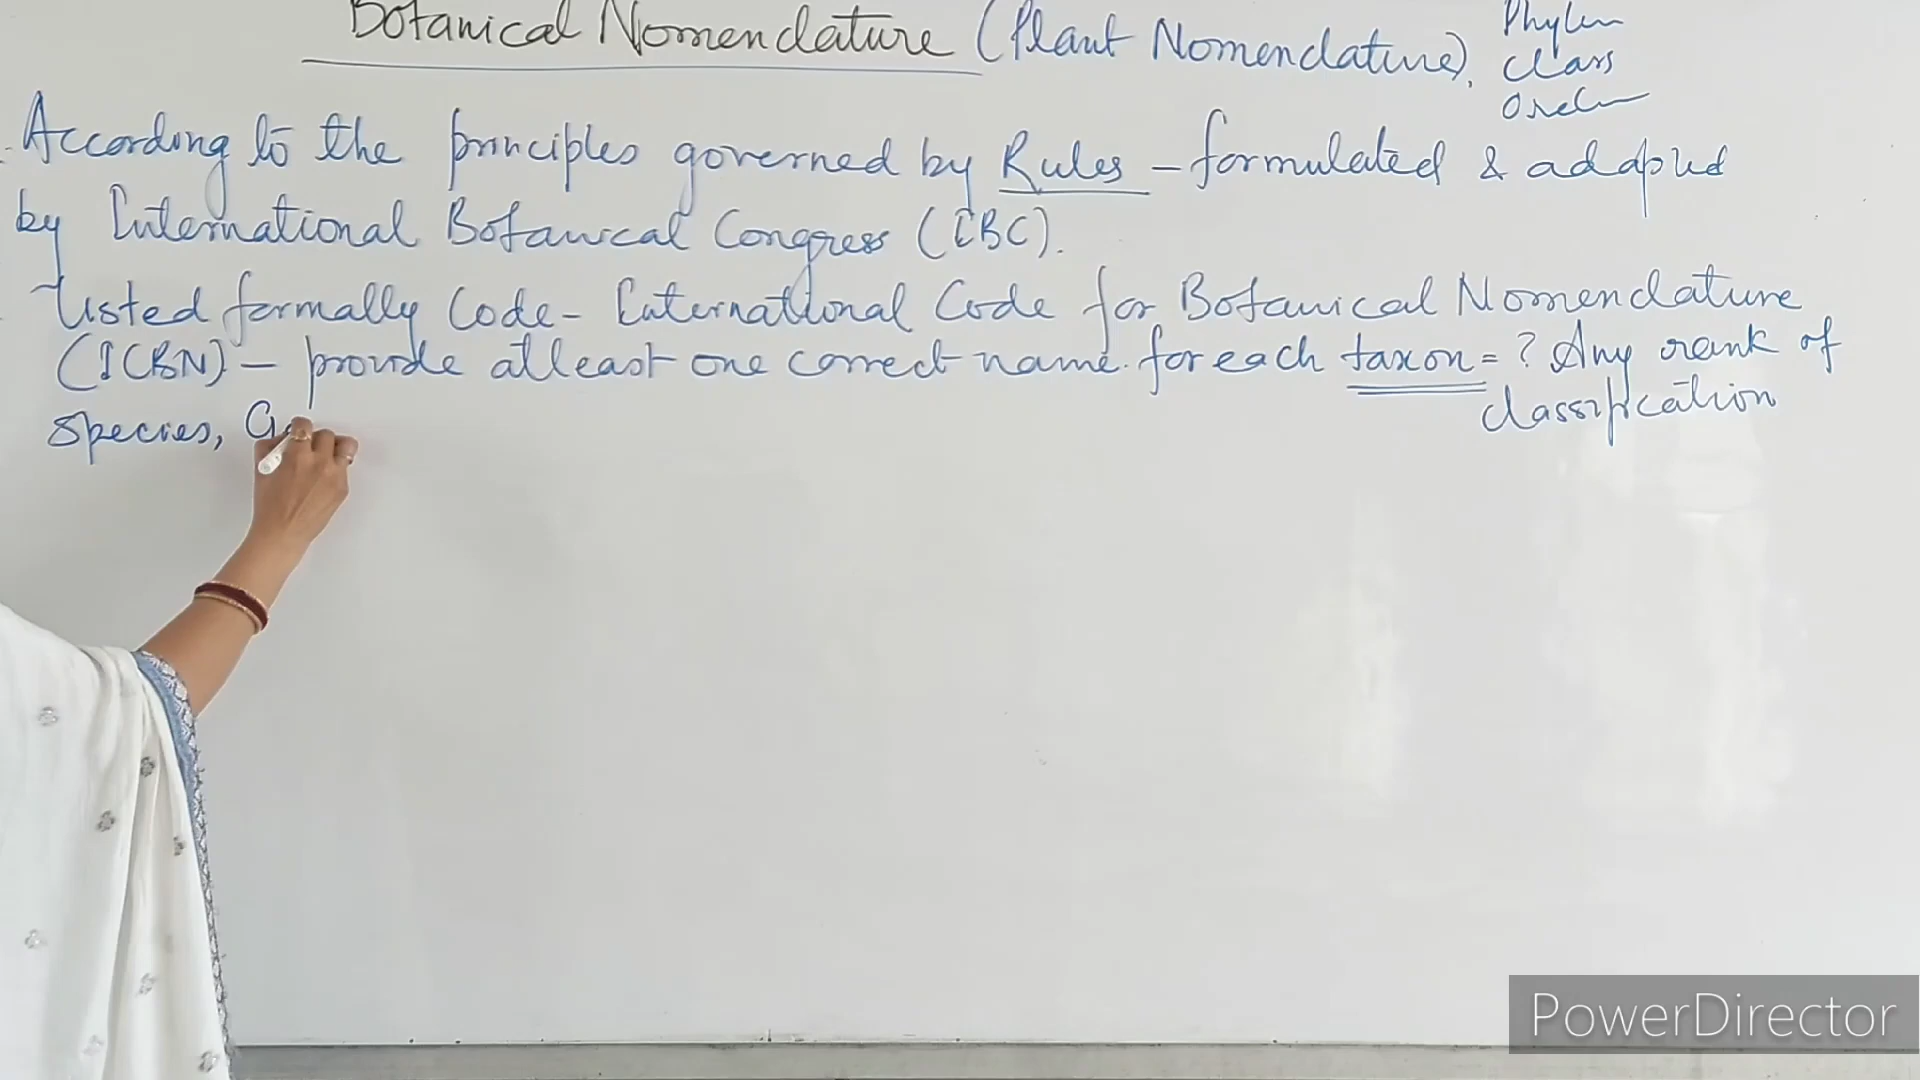 Botanical Nomenclature (Plant Nomenclature),
Phylum
Class
Order
According to the principles governed by Rules - formulated & adapted
by International Botanical Congress (IBC).
Listed formally Code - International Code for Botanical Nomenclature
(ICBN) - provide atleast one correct name for each taxon = ? Any rank of
classification
species, Ge
PowerDirector